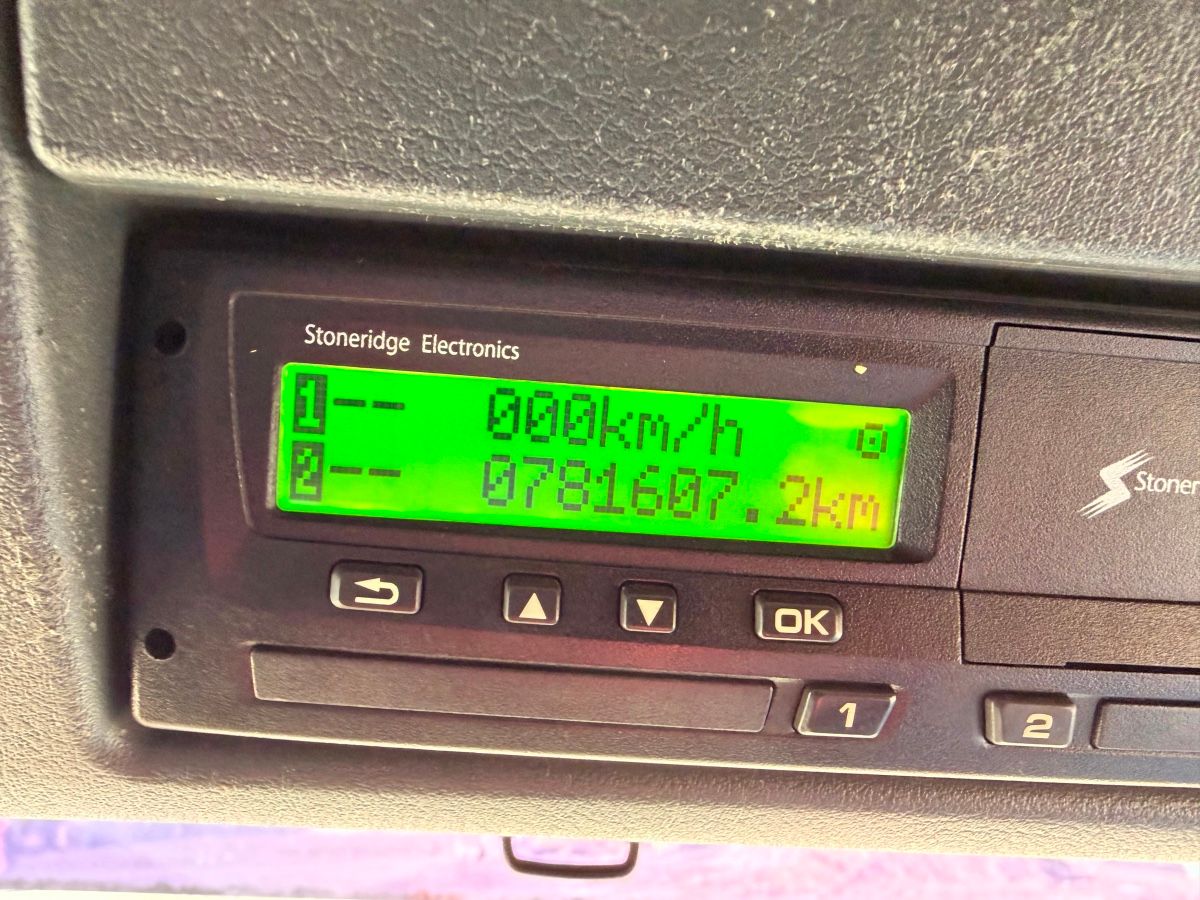 Stoneridge Electronics
1 -- 000km/h
2 -- 0781607.2km
OK
1
2